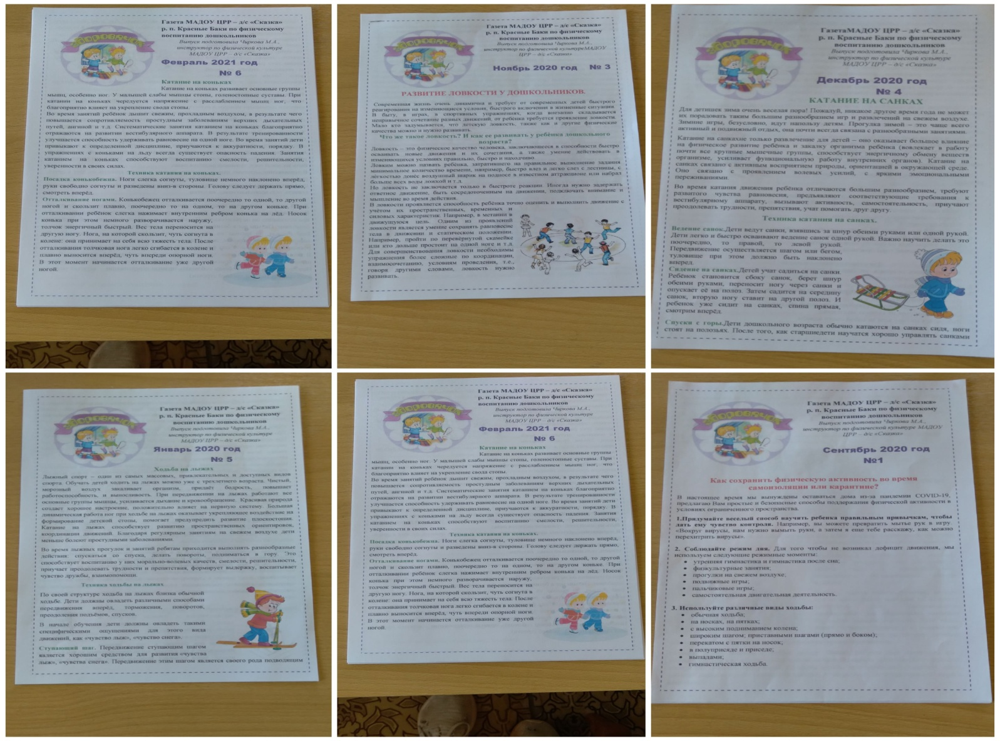 Здоровячок
Газета МАДОУ ЦРР – д/с «Сказка»
р. п. Красные Баки по физическому
воспитанию дошкольников
Выпуск подготовила Чиркова М.А.,
инструктор по физической культуре
МАДОУ ЦРР – д/с «Сказка»
Февраль 2021 год
№ 6
Катание на коньках
Катание на коньках развивает основные группы
мышц, особенно ног. У малышей слабы мышцы стопы, голеностопные суставы. При
катании на коньках чередуется напряжение с расслаблением мышц ног, что
благоприятно влияет на укрепление свода стопы.
Во время занятий ребёнок дышит свежим, прохладным воздухом, в результате чего
повышается сопротивляемость простудным заболеваниям верхних дыхательных
путей, ангиной и т.д. Систематические занятия катанием на коньках благоприятно
отражаются на развитии вестибулярного аппарата. В результате тренированности
улучшается способность удерживать равновесие на одной ноге. Во время занятий дети
привыкают к определенной дисциплине, приучаются к аккуратности, порядку. В
упражнениях с коньками на льду всегда существует опасность падения. Занятия
катанием на коньках способствуют воспитанию смелости, решительности,
уверенности в своих силах.
Техника катания на коньках.
Посадка конькобежца. Ноги слегка согнуты, туловище немного наклонено вперёд,
руки свободно согнуты и разведены вниз-в стороны. Голову следует держать прямо,
смотреть вперёд.
Отталкивание ногами. Конькобежец отталкивается поочередно то одной, то другой
ногой и скользит плавно, поочередно то на одном, то на другом коньке. При
отталкивании ребёнок слегка нажимает внутренним ребром конька на лёд. Носок
конька при этом немного разворачивается наружу,
толчок энергичный быстрый. Вес тела переносится на
другую ногу. Нога, на которой скользит, чуть согнута в
колене: она принимает на себя всю тяжесть тела. После
отталкивания толчковая нога легко сгибается в колене и
плавно выносится вперёд, чуть впереди опорной ноги.
В этот момент начинается отталкивание уже другой
ногой.
Здоровячок
Газета МАДОУ ЦРР – д/с «Сказка»
р. п. Красные Баки по физическому
воспитанию дошкольников
Выпуск подготовила Чиркова М.А.,
инструктор по физической культуреМАДОУ
ЦРР – д/с «Сказка»
Ноябрь 2020 год № 3
РАЗВИТИЕ ЛОВКОСТИ У ДОШКОЛЬНИКОВ.
Современная жизнь очень динамична и требует от современных детей быстрого
реагирования на изменяющиеся условия, быстрого включения в жизненные ситуации.
В быту, в играх, в спортивных упражнениях, когда внезапно складывается
непривычное сочетание разных движений, от ребёнка требуется проявление ловкости.
Мало кто задумывается, что детскую ловкость, также как и другие физические
качества можно и нужно развивать.
Что же такое ловкость? И как ее развивать у ребёнка дошкольного
возраста?
Ловкость – это физическое качество человека, заключающееся в способности быстро
осваивать новые движения и их сочетания, а также умение действовать в
изменяющихся условиях правильно, быстро и находчиво.
Ловким можно назвать ребёнка, затратившего на правильное выполнение задания
минимальное количество времени, например, быстро влез и легко слез с лестницы, с
лёгкостью донёс воздушный шарик на подносе в известном аттракционе или набрал
больше всех воды ложкой и т.д.
Но ловкость не заключается только в быстроте реакции. Иногда нужно задержать
ответное движение, быть сосредоточенным на движении, подключать внимание и
мышление во время действия.
В ловкости проявляется способность ребёнка точно оценить и выполнить движение с
учётом их пространственных, временных и
силовых характеристик. Например, в метании в
движущуюся цель. Одним из проявлений
ловкости является умение сохранять равновесие
тела в движении и статическом положении.
Например, пройти по перевёрнутой скамейке
или кто дольше простоит на одной ноге и т.д.
Для совершенствования ловкости необходимы
упражнения более сложные по координации,
взаимосочетанию, условиям проведения, т.е.,
говоря другими словами, ловкость нужно
развивать.
Здоровячок
ГазетаМАДОУ ЦРР – д/с «Сказка»
р. п. Красные Баки по физическому
воспитанию дошкольников
Выпуск подготовила Чиркова М.А.,
инструктор по физической культуре
МАДОУ ЦРР – д/с «Сказка»
Декабрь 2020 год
№ 4
КАТАНИЕ НА САНКАХ
Для детишек зима очень веселая пора! Пожалуй, никакое другое время года не может
их порадовать таким большим разнообразием игр и развлечений на свежем воздухе.
Зимние игры, безусловно, идут напользу детям. Прогулка зимой – это чаще всего
активный и подвижный отдых, она почти всегда связана с разнообразными занятиями.
Катание на санкахне только развлечение для детей – оно оказывает большое влияние
на физическое развитие ребёнка и закалку организма ребёнка (вовлекает в работу
почти все крупные мышечные группы, способствует энергичному обмену веществ
организме, усиливает функциональную работу внутренних органов). Катание на
санках связано с активным восприятием природы, ориентацией в окружающей среде.
Оно связано с проявлением волевых усилий, с яркими эмоциональными
переживаниями.
Во время катания движения ребёнка отличаются большим разнообразием, требуют
развитого чувства равновесия, предъявляют соответствующие требования к
вестибулярному аппарату, вызывают активность, самостоятельность, приучают
преодолевать трудности, препятствия, учат помогать друг другу.
Техника катания на санках.
Ведение санок.Дети ведут санки, взявшись за шнур обеими руками или одной рукой.
Дети легко и быстро осваивают ведение санок одной рукой. Важно научить делать это
поочередно, то правой, то левой рукой.
Передвижение осуществляется шагом или бегом,
туловище при этом должно быть наклонено
вперед.
Сидение на санках.Детей учат садиться на санки.
Ребёнок становится сбоку санок, берет шнур
обеими руками, переносит ногу через санки и
опускает её на полоз. Затем садится на середину
санок, вторую ногу ставит на другой полоз. И
ребенок уже сидит на санках, спина прямая,
смотрим вперёд.
Спуски с горы.Дети дошкольного возраста обычно катаются на санках сидя, ноги
стоят на полозьях. После того, как старшиедети научатся хорошо управлять санками
Здоровячок
Газета МАДОУ ЦРР – д/с «Сказка»
р. п. Красные Баки по физическому
воспитанию дошкольников
Выпуск подготовила Чиркова М.А.,
инструктор по физической культуре
МАДОУ ЦРР – д/с «Сказка»
Январь 2020 год
№ 5
Ходьба на лыжах
Лыжный спорт – один из самых массовых, привлекательных и доступных видов
спорта. Обучать детей ходить на лыжах можно уже с трехлетнего возраста. Чистый,
морозный воздух закаливает организм, придаёт бодрость, повышает
работоспособность, и выносливость. При передвижении на лыжах работают все
основные группы мышцы, усиливается дыхание и кровообращение. Красивая природа
создает хорошее настроение, положительно влияет на нервную систему. Большая
динамическая работа ног при ходьбе на лыжах оказывает укрепляющее воздействие на
формирование детской стопы, помогает предупредить развитие плоскостопия.
Катание на лыжах способствует развитию пространственных ориентировок,
координации движений. Благодаря регулярным занятиям на свежем воздухе дети
меньше болеют простудными заболеваниями.
Во время лыжных прогулок и занятий ребятам приходится выполнять разнообразные
действия: спускаться со спуска, делать повороты, подниматься в гору. Это
способствует воспитанию у них морально-волевых качеств, смелости, решительности,
приучает преодолевать трудности и препятствия, формирует выдержку, воспитывает
чувство дружбы, взаимопомощи.
Техника ходьбы на лыжах
По своей структуре ходьба на лыжах близка обычной
ходьбе. Дети должны овладеть различными способами
передвижения вперёд, торможения, поворотов,
преодоления подъёмов, спусков.
В начале обучения дети должны овладеть такими
специфическими ощущениями для этого вида
движений, как «чувство лыж», «чувство снега».
Ступающий шаг. Передвижение ступающим шагом
является хорошим средством для развития «чувства
лыж», «чувства снега». Передвижение этим шагом является своего рода подводящим
Здоровячок
Газета МАДОУ ЦРР – д/с «Сказка»
р. п. Красные Баки по физическому
воспитанию дошкольников
Выпуск подготовила Чиркова М.А.,
инструктор по физической культуре
МАДОУ ЦРР – д/с «Сказка»
Февраль 2021 год
№ 6
Катание на коньках
Катание на коньках развивает основные группы
мышц, особенно ног. У малышей слабы мышцы стопы, голеностопные суставы. При
катании на коньках чередуется напряжение с расслаблением мышц ног, что
благоприятно влияет на укрепление свода стопы.
Во время занятий ребёнок дышит свежим, прохладным воздухом, в результате чего
повышается сопротивляемость простудным заболеваниям верхних дыхательных
путей, ангиной и т.д. Систематические занятия катанием на коньках благоприятно
отражаются на развитии вестибулярного аппарата. В результате тренированности
улучшается способность удерживать равновесие на одной ноге. Во время занятий дети
привыкают к определенной дисциплине, приучаются к аккуратности, порядку. В
упражнениях с коньками на льду всегда существует опасность падения. Занятия
катанием на коньках способствуют воспитанию смелости, решительности,
уверенности в своих силах.
Техника катания на коньках.
Посадка конькобежца. Ноги слегка согнуты, туловище немного наклонено вперёд,
руки свободно согнуты и разведены вниз-в стороны. Голову следует держать прямо,
смотреть вперёд.
Отталкивание ногами. Конькобежец отталкивается поочередно то одной, то другой
ногой и скользит плавно, поочередно то на одном, то на другом коньке. При
отталкивании ребёнок слегка нажимает внутренним ребром конька на лёд. Носок
конька при этом немного разворачивается наружу,
толчок энергичный быстрый. Вес тела переносится на
другую ногу. Нога, на которой скользит, чуть согнута в
колене: она принимает на себя всю тяжесть тела. После
отталкивания толчковая нога легко сгибается в колене и
плавно выносится вперёд, чуть впереди опорной ноги.
В этот момент начинается отталкивание уже другой
ногой.
Здоровячок
Газета МАДОУ ЦРР – д/с «Сказка»
р. п. Красные Баки по физическому
воспитанию дошкольников
Выпуск подготовила Чиркова М.А.,
инструктор по физической культуре МАДОУ
ЦРР – д/с «Сказка»
Сентябрь 2020 год
№1
Как сохранить физическую активность во время
самоизоляции или карантине?
В настоящее время мы вынуждены оставаться дома из-за пандемии COVID-19,
предлагаю Вам простые и безопасные способы поддержания физической активности в
условиях ограниченного пространства.
1.Придумайте веселый способ научить ребенка правильным привычкам, чтобы
дать ему чувство контроля. Например, вы можете превратить мытье рук в игру.
«Вокруг вирусы, нам нужно вымыть руки, а затем я еще тебе расскажу, как можно
перехитрить вирусы».
2. Соблюдайте режим дня. Для того чтобы не возникал дефицит движения, мы
используем следующие режимные моменты:
• утренняя гимнастика и гимнастика после сна;
• физкультурные занятия;
• прогулки на свежем воздухе;
• подвижные игры;
• пальчиковые игры;
• самостоятельная двигательная деятельность.
3. Используйте различные виды ходьбы:
• обычная ходьба;
• на носках, на пятках;
• с высоким подниманием колена;
• широким шагом; приставными шагами (прямо и боком);
• перекатом с пятки на носок;
• в полуприседе и приседе;
• выпадами;
• гимнастическая ходьба.